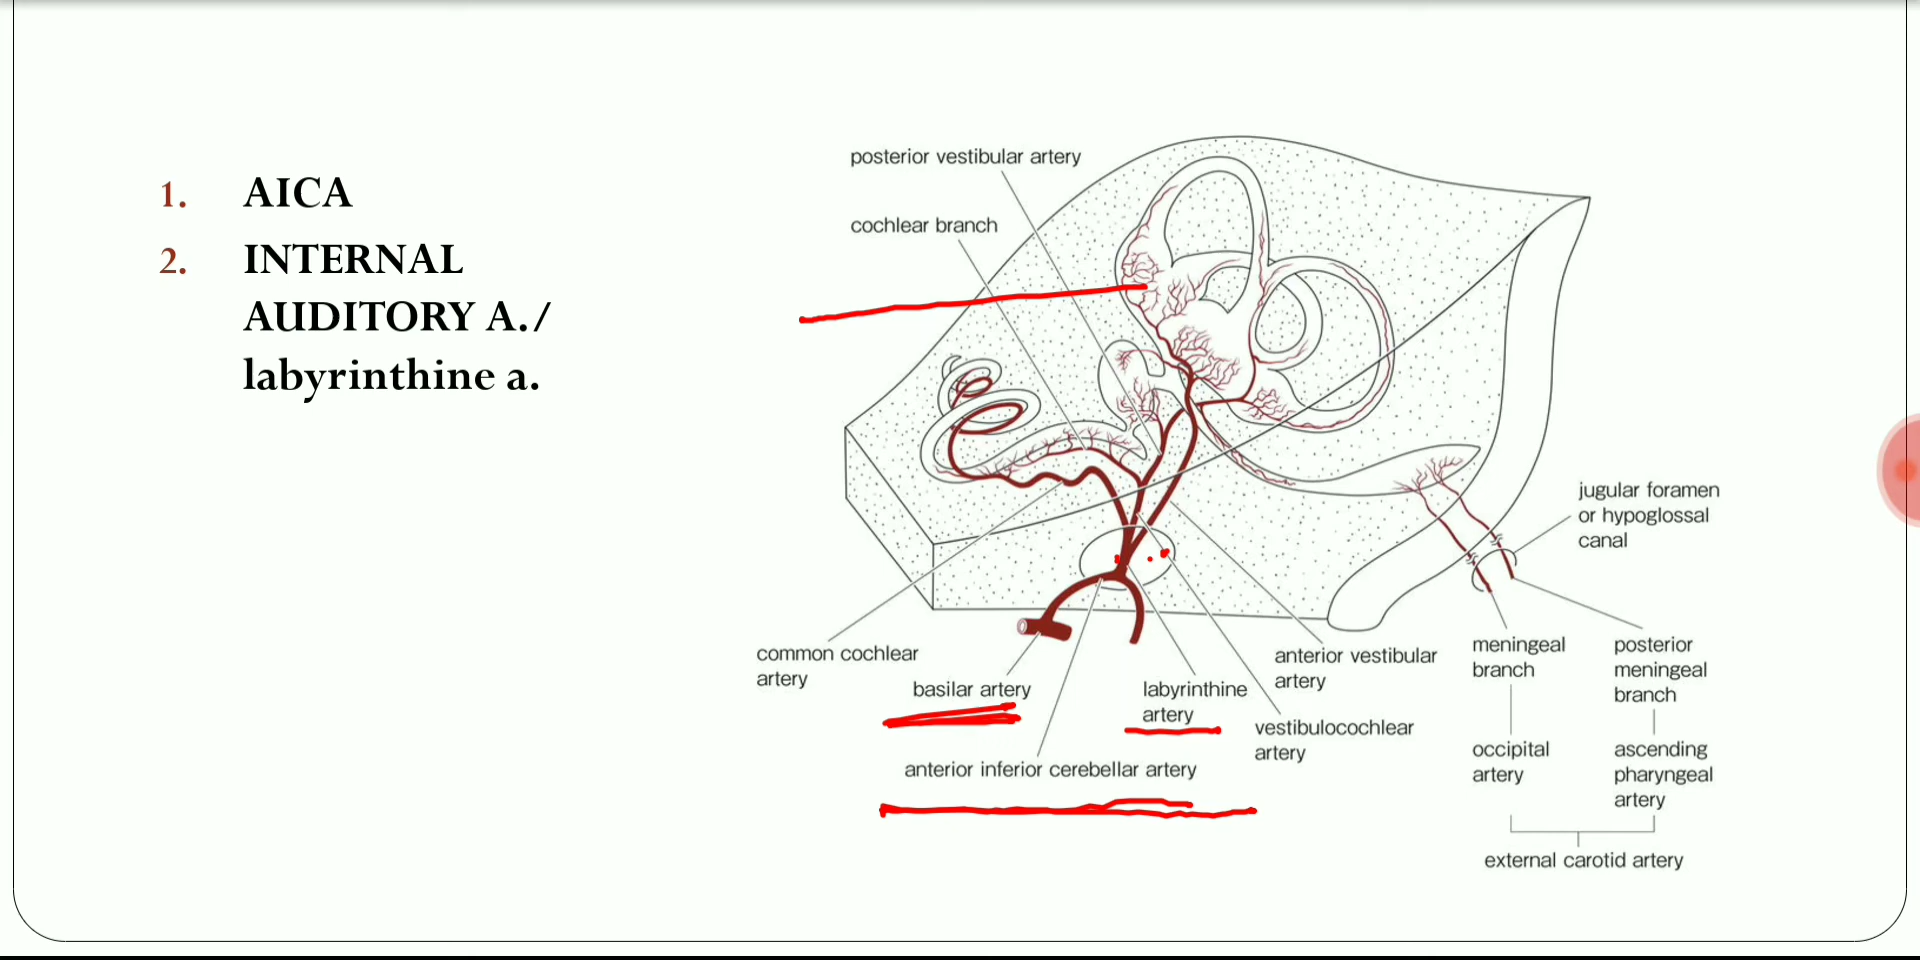 1. AICA
2. INTERNAL
AUDITORY A./
labyrinthine a.
posterior vestibular artery
cochlear branch
jugular foramen
or hypoglossal
canal
common cochlear
artery
basilar artery
anterior inferior cerebellar artery
labyrinthine
artery
anterior vestibular
artery
vestibulocochlear
artery
meningeal
branch
occipital
artery
posterior
meningeal
branch
ascending
pharyngeal
artery
external carotid artery